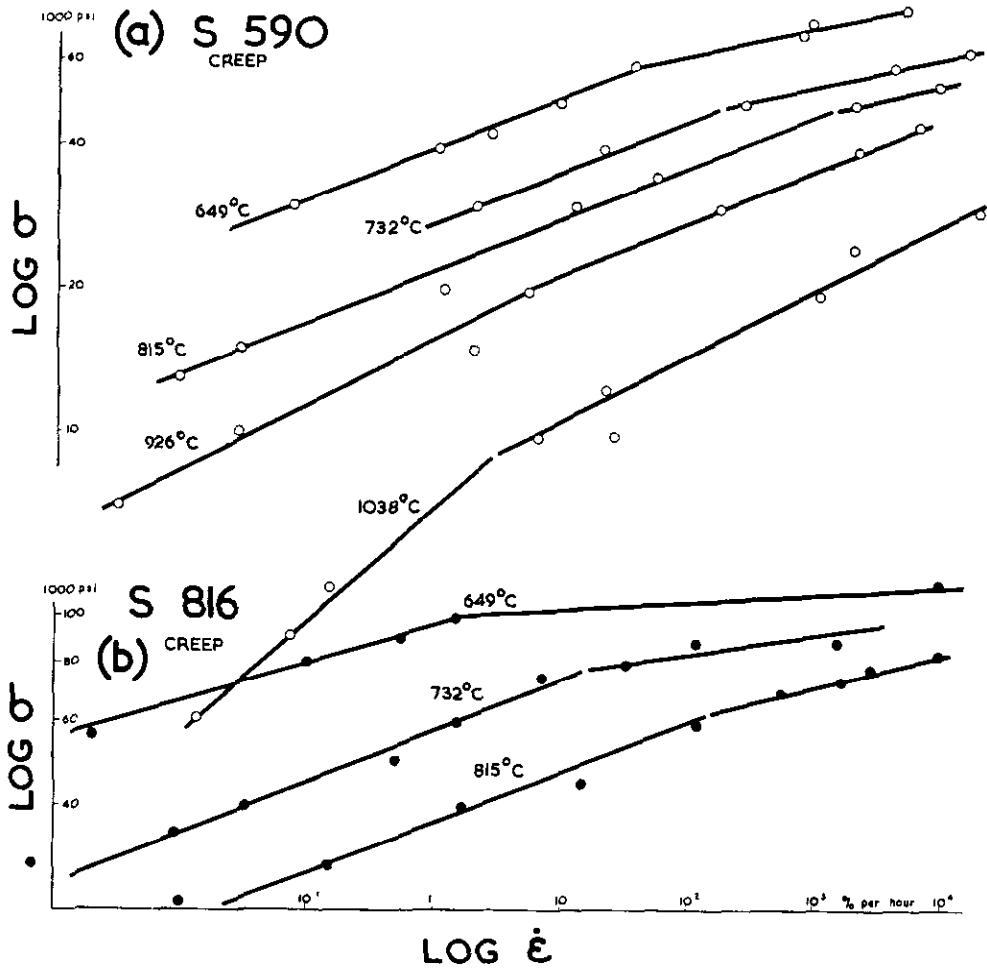 1000 psi
(a) S 590
CREEP
60
40
20
10
LOG σ
649°C
732°C
815°C
926°C
1038°C
1000 psi
S 816
(b) CREEP
100
80
60
40
LOG σ
649°C
732°C
815°C
10⁻¹ 1 10 10² 10³ % per hour 10⁴
LOG ε̇